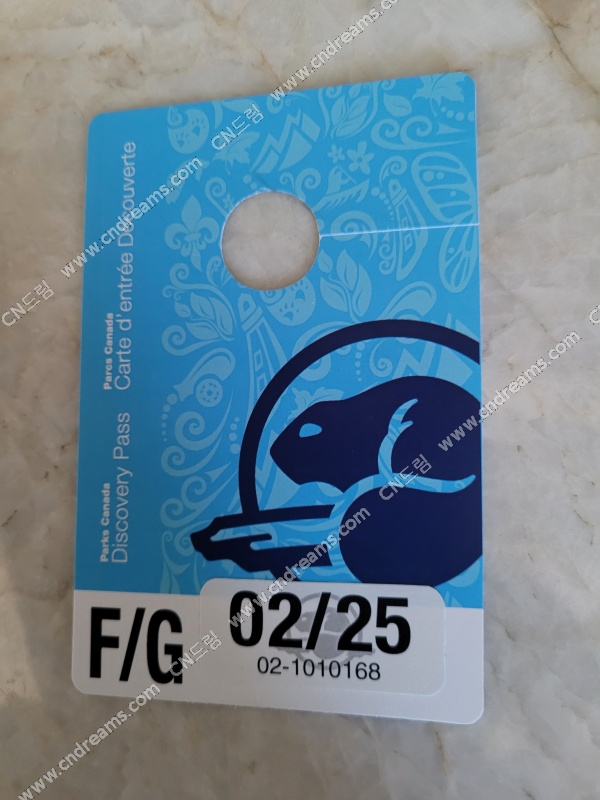 Parks Canada
Discovery Pass
Parcs Canada
Carte d'entrée Découverte
F/G
02/25
02-1010168
CN드림 www.cndreams.com